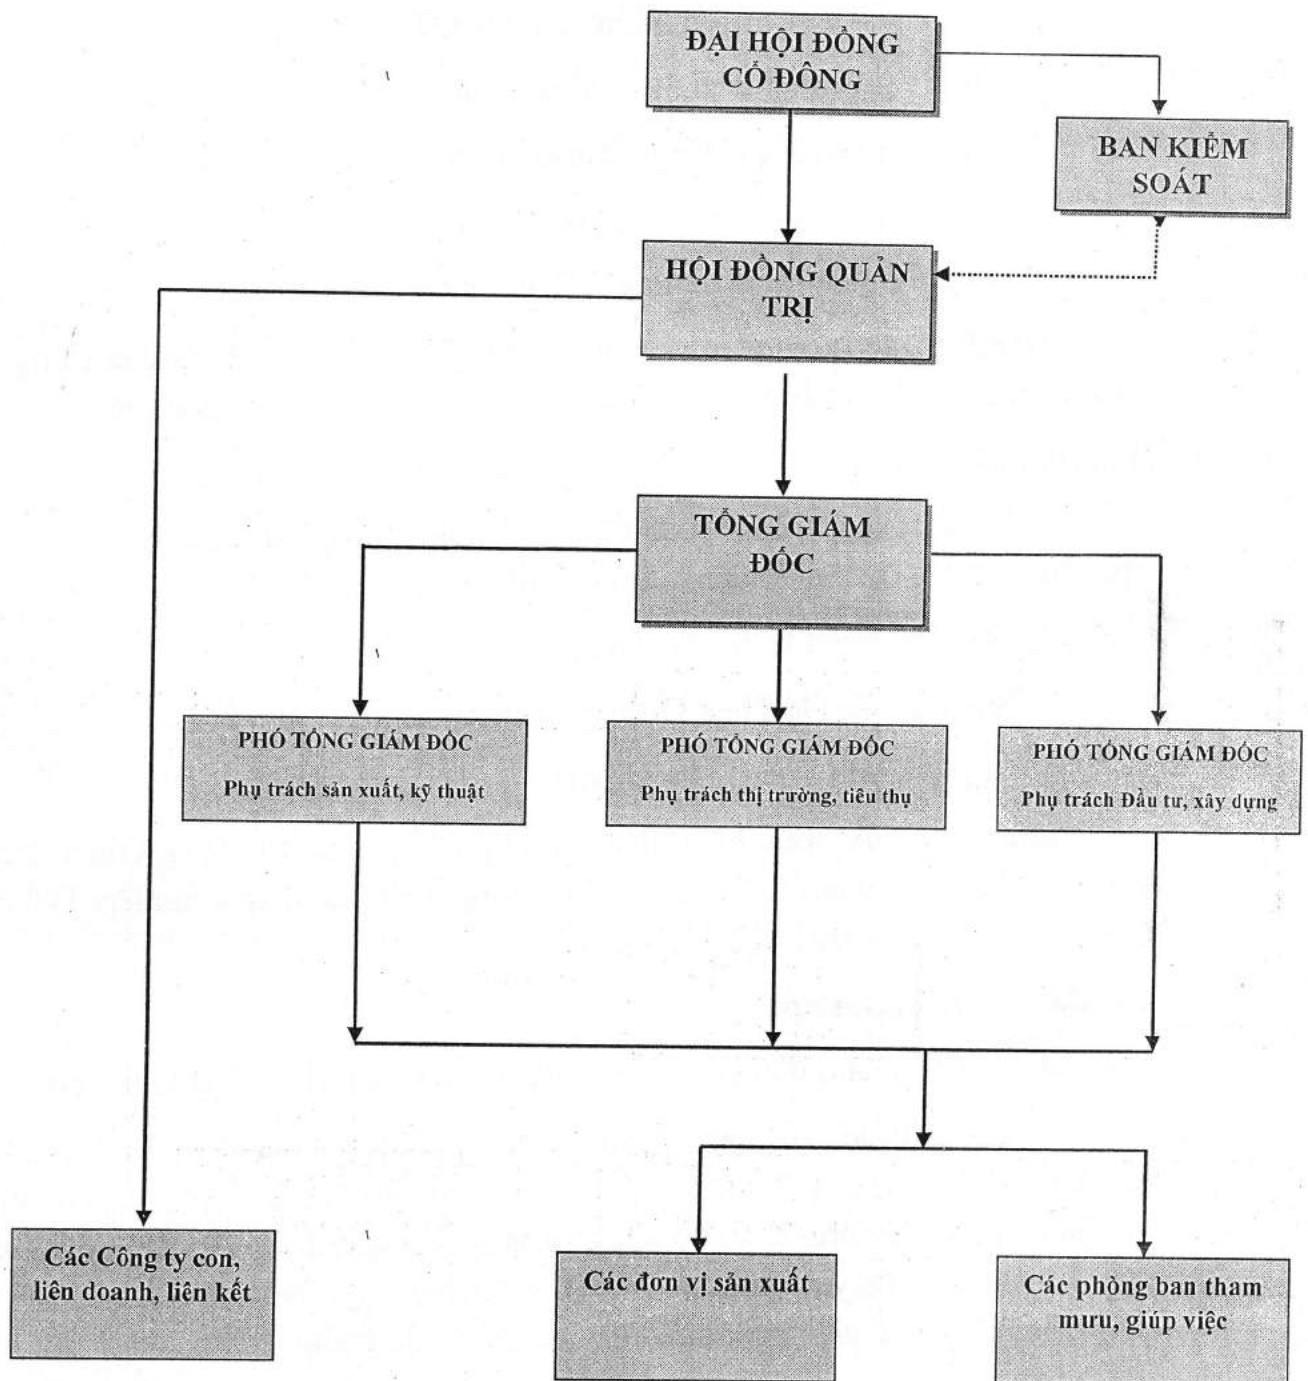 ĐẠI HỘI ĐỒNG
CỔ ĐÔNG
BAN KIỂM
SOÁT
HỘI ĐỒNG QUẢN
TRỊ
TỔNG GIÁM
ĐỐC
PHÓ TỔNG GIÁM ĐỐC
Phụ trách sản xuất, kỹ thuật
PHÓ TỔNG GIÁM ĐỐC
Phụ trách thị trường, tiêu thụ
PHÓ TỔNG GIÁM ĐỐC
Phụ trách Đầu tư, xây dựng
Các Công ty con,
liên doanh, liên kết
Các đơn vị sản xuất
Các phòng ban tham
mưu, giúp việc